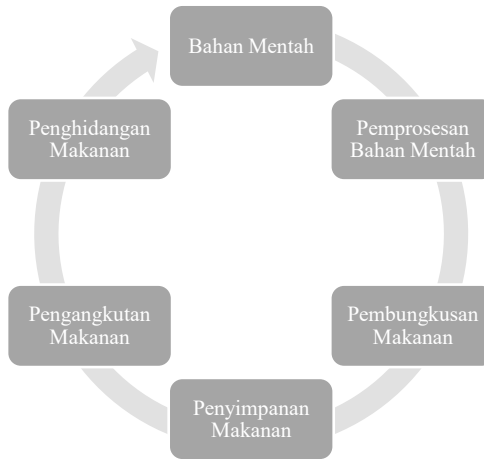 Bahan Mentah
Pemprosesan
Bahan Mentah
Pembungkusan
Makanan
Penyimpanan
Makanan
Pengangkutan
Makanan
Penghidangan
Makanan